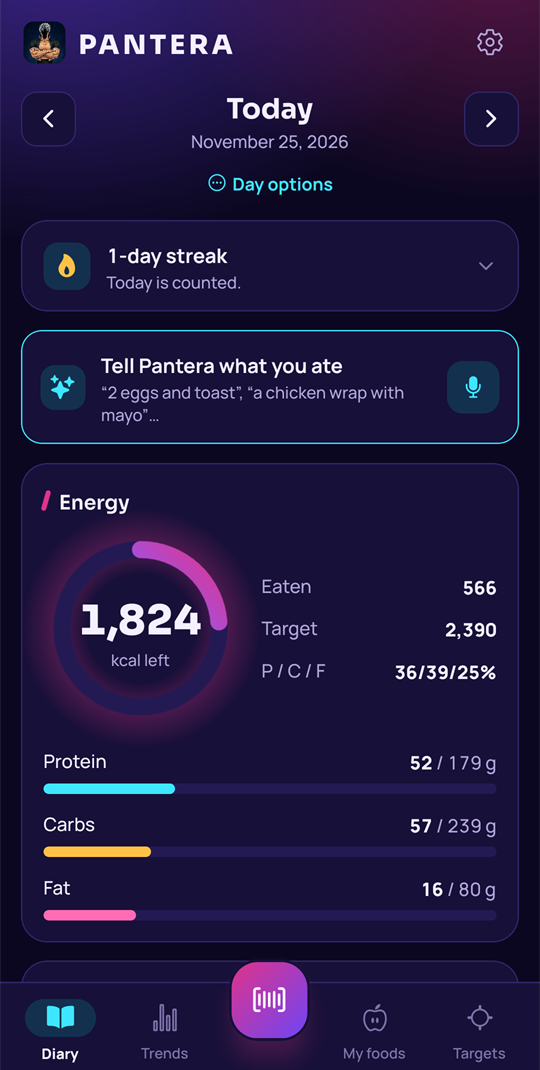 PANTERA
Today
November 25, 2026
Day options
1-day streak
Today is counted.
Tell Pantera what you ate
“2 eggs and toast”, “a chicken wrap with
mayo”…
Energy
1,824
kcal left
Eaten 566
Target 2,390
P / C / F 36/39/25%
Protein 52 / 179 g
Carbs 57 / 239 g
Fat 16 / 80 g
Diary
Trends
My foods
Targets